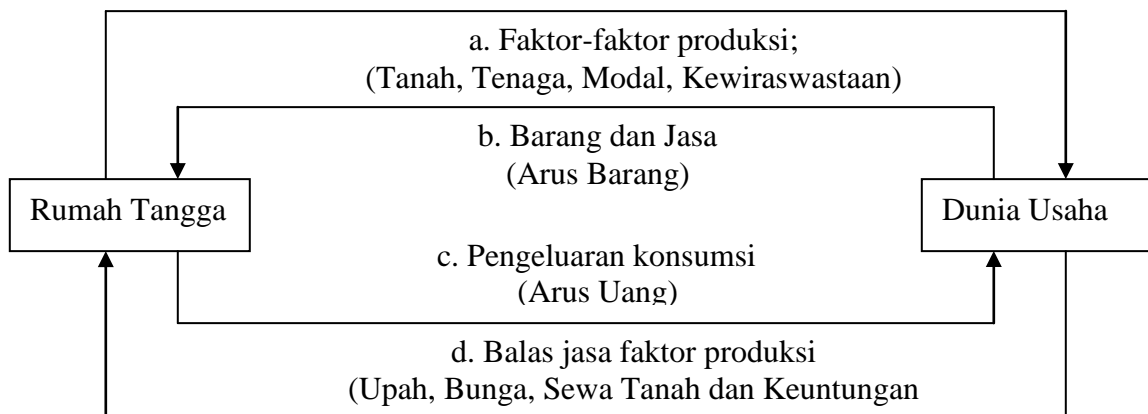 a. Faktor-faktor produksi;
(Tanah, Tenaga, Modal, Kewiraswastaan)
b. Barang dan Jasa
(Arus Barang)
Rumah Tangga
Dunia Usaha
c. Pengeluaran konsumsi
(Arus Uang)
d. Balas jasa faktor produksi
(Upah, Bunga, Sewa Tanah dan Keuntungan